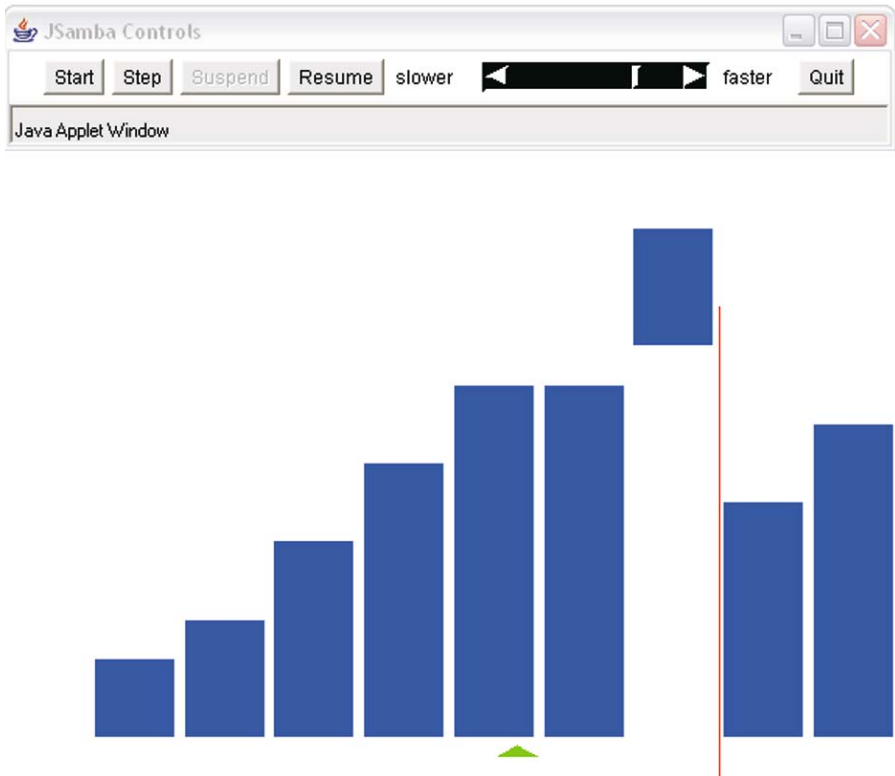 JSamba Controls
Start Step Suspend Resume slower faster Quit
Java Applet Window